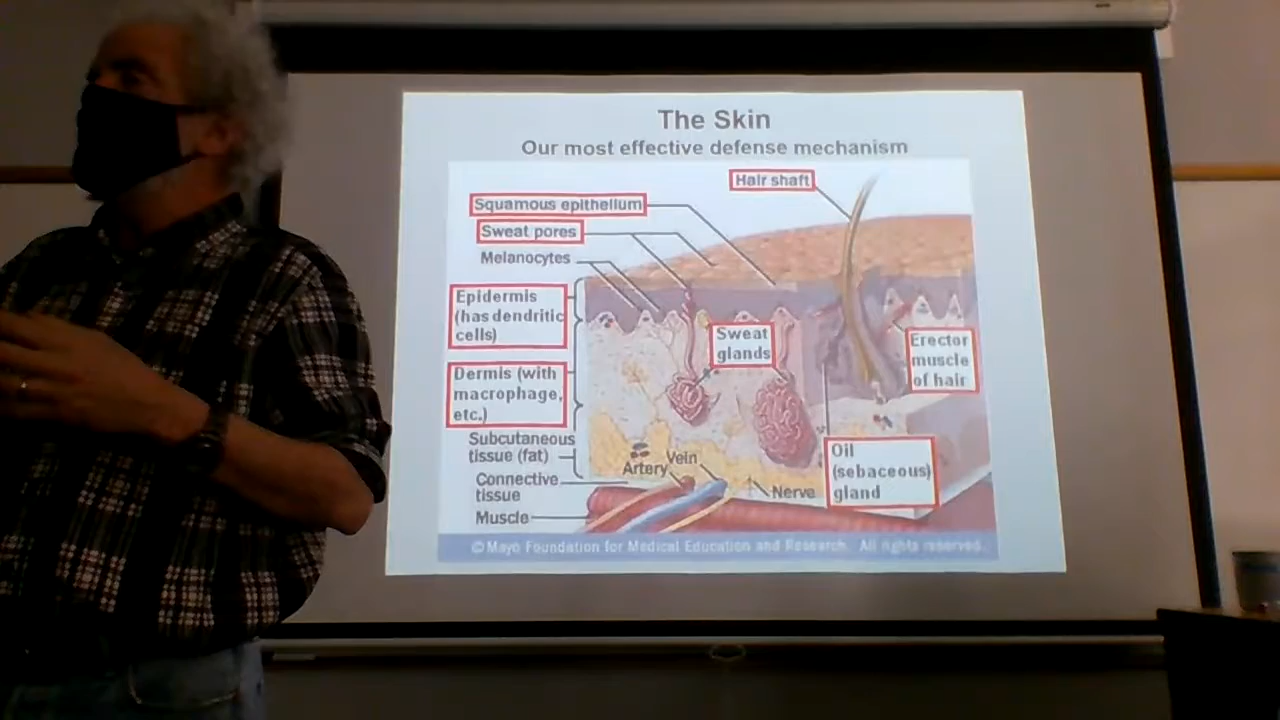 The Skin
Our most effective defense mechanism
Hair shaft
Squamous epithelium
Sweat pores
Melanocytes
Epidermis
(has dendritic
cells)
Sweat
glands
Erector
muscle
of hair
Dermis (with
macrophage,
etc.)
Subcutaneous
tissue (fat)
Artery
Vein
Oil
(sebaceous)
gland
Connective
tissue
Nerve
Muscle
© Mayo Foundation for Medical Education and Research. All rights reserved.